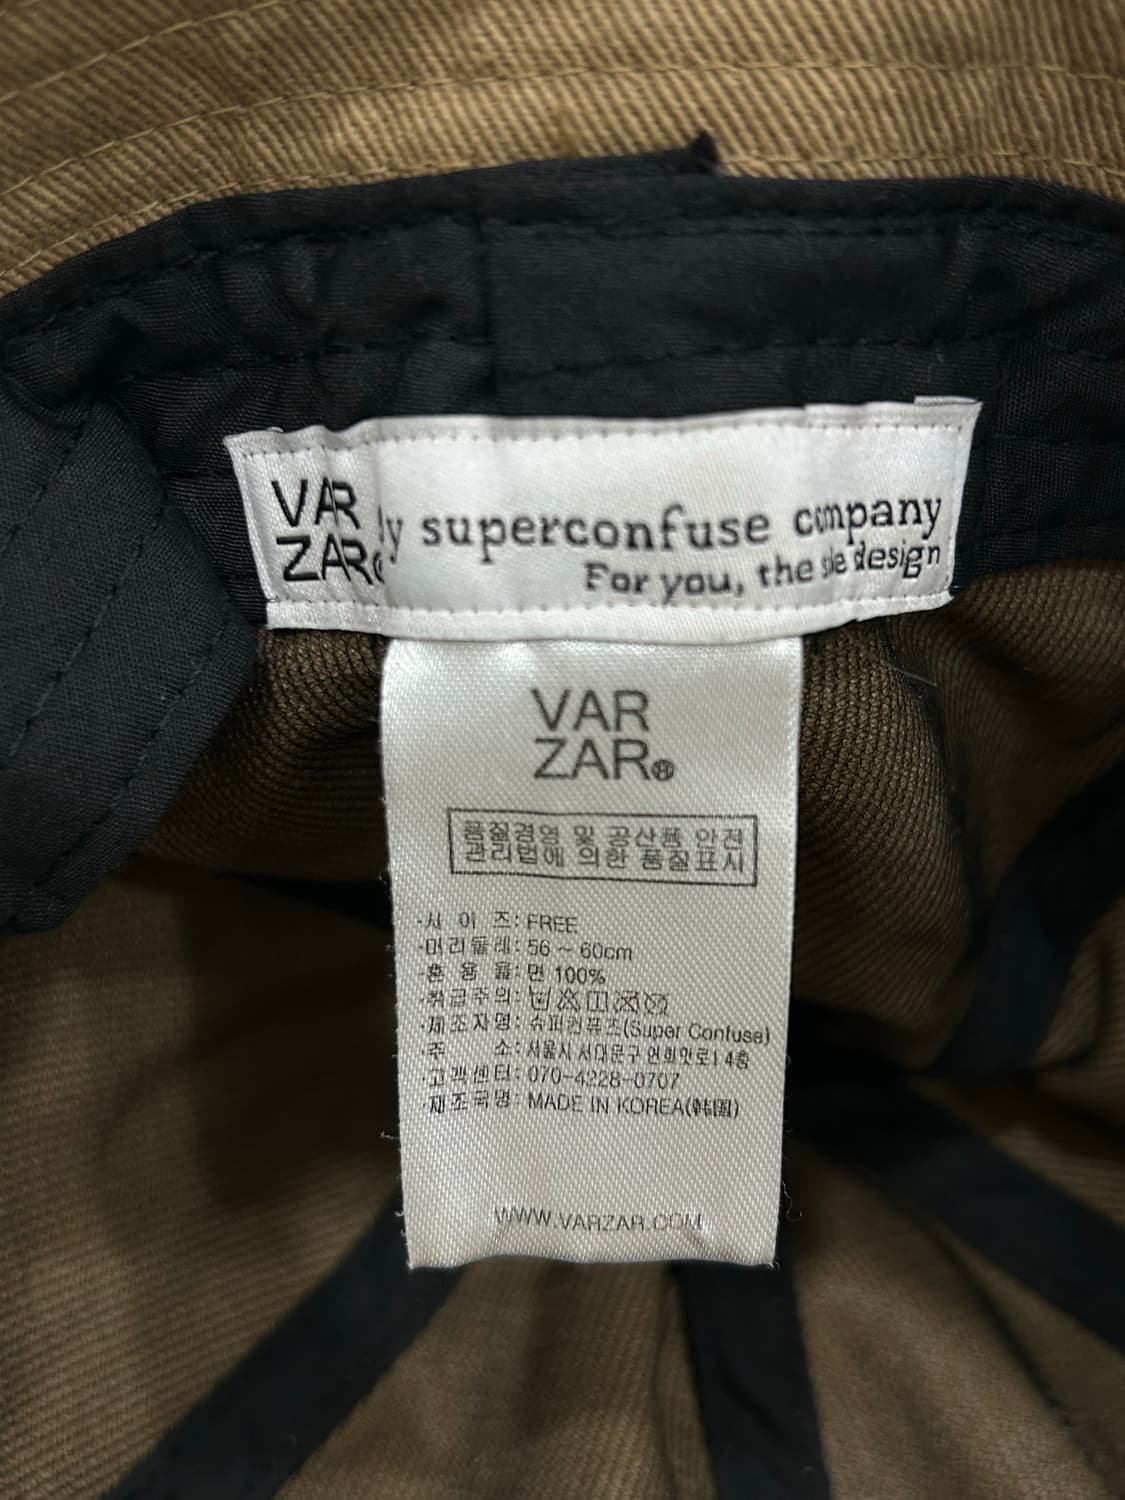 VAR
ZAR®
y superconfuse company
For you, the design
VAR
ZAR®
품질경영 및 공산품 안전
관리법에 의한 품질표시
·사 이 즈: FREE
·머리둘레: 56 ~ 60cm
·혼 용 율: 면 100%
·취급주의:
·제조자명: 슈퍼컨퓨즈(Super Confuse)
·주 소: 서울시 서대문구 연희맛로1 4층
·고객센터: 070-4228-0707
·제조국명: MADE IN KOREA(韩国)
WWW.VARZAR.COM